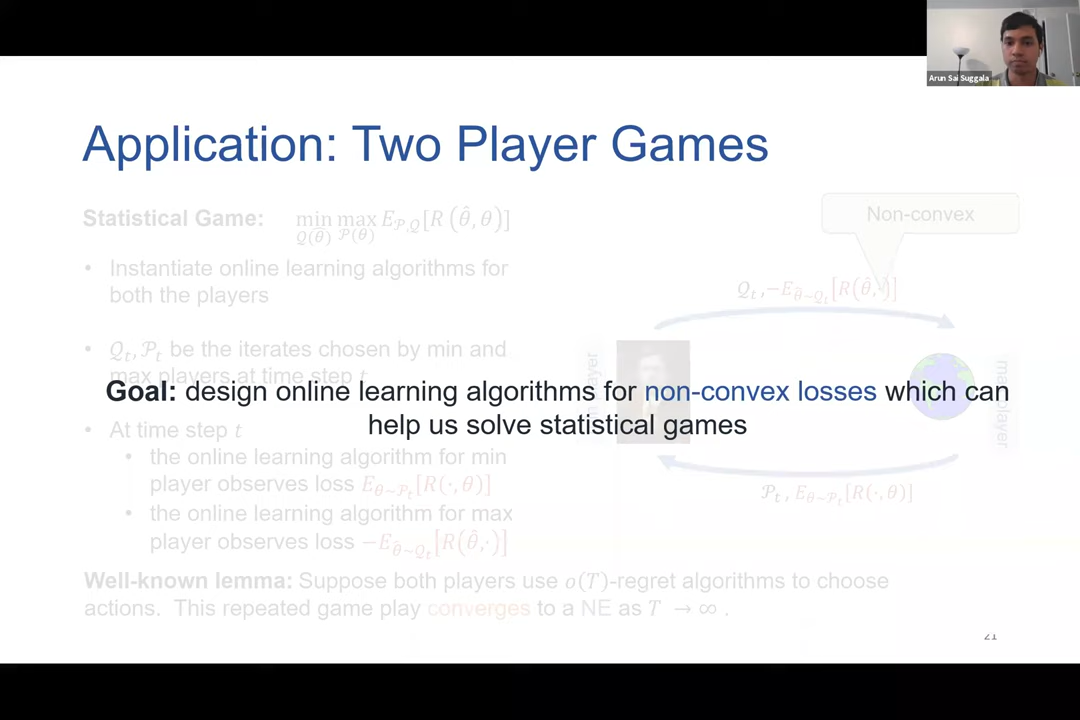 Arun Sai Suggala
Application: Two Player Games
Statistical Game: min max E_{𝒫,𝒬}[R(θ̂, θ)]
𝒬(θ̂) 𝒫(θ)
Non-convex
• Instantiate online learning algorithms for
both the players
𝒬_t, −E_{θ̂~𝒬_t}[R(θ̂,·)]
• 𝒬_t, 𝒫_t be the iterates chosen by min and
max players at time step t
Goal: design online learning algorithms for non-convex losses which can
help us solve statistical games
• At time step t
• the online learning algorithm for min
player observes loss E_{θ~𝒫_t}[R(·, θ)]
𝒫_t, E_{θ~𝒫_t}[R(·, θ)]
• the online learning algorithm for max
player observes loss −E_{θ̂~𝒬_t}[R(θ̂,·)]
Well-known lemma: Suppose both players use o(T)-regret algorithms to choose
actions. This repeated game play converges to a NE as T → ∞ .
21